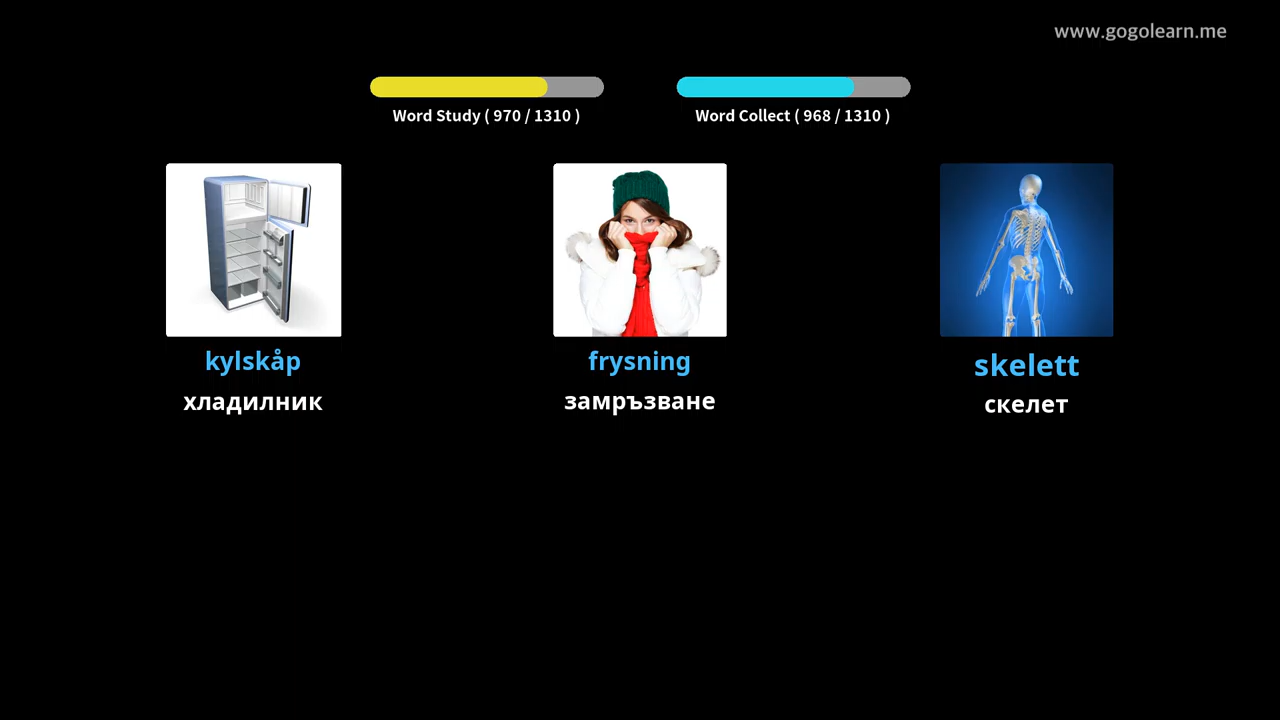 www.gogolearn.me
Word Study ( 970 / 1310 )
Word Collect ( 968 / 1310 )
kylskåp
frysning
skelett
хладилник
замръзване
скелет